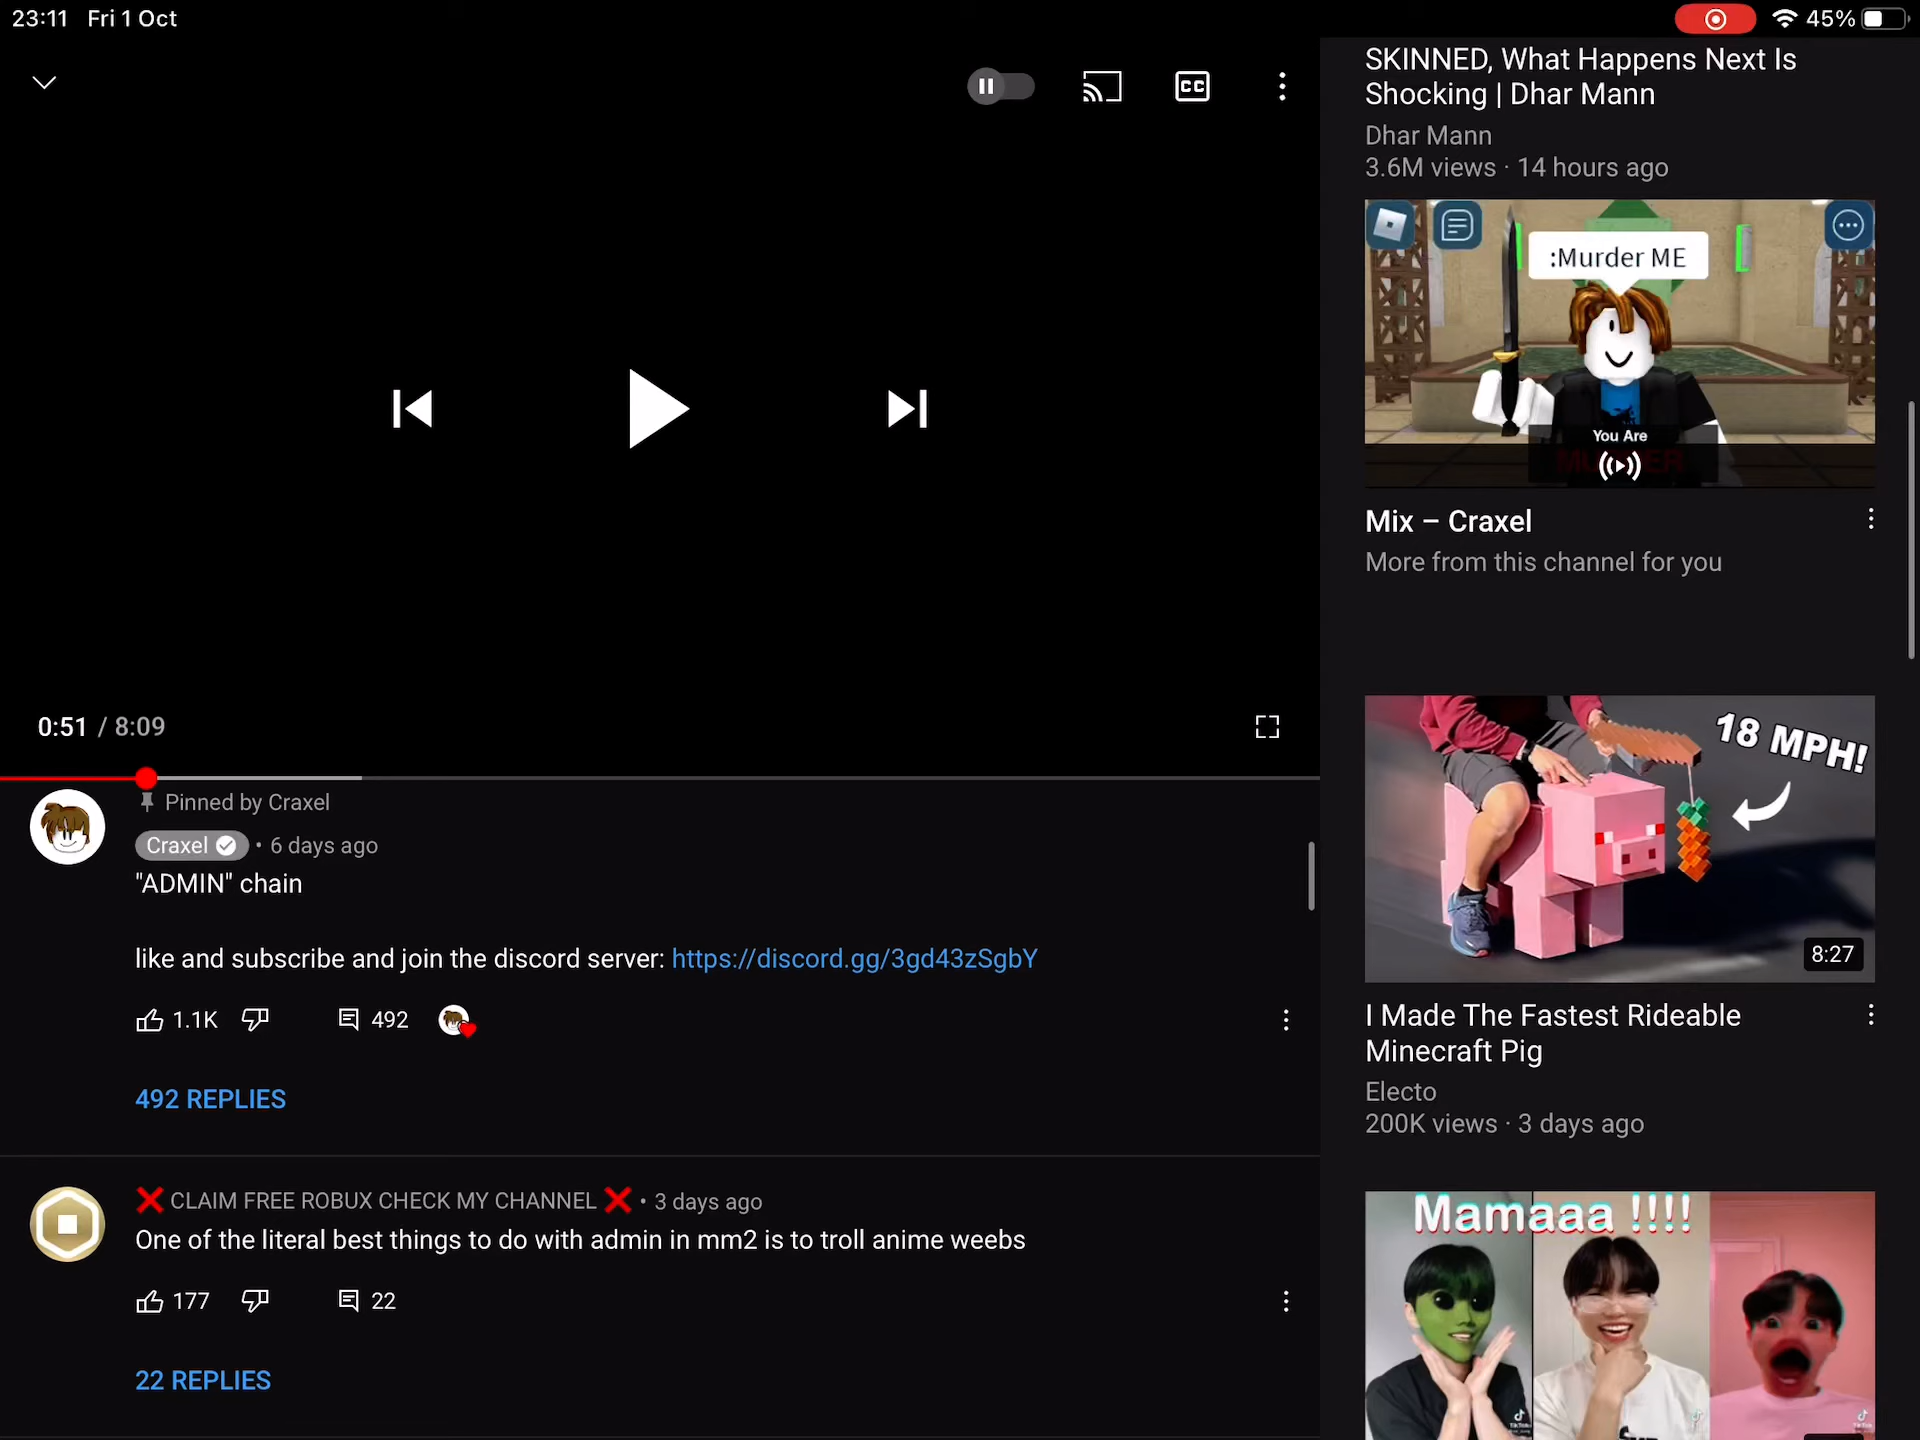 23:11 Fri 1 Oct
45%
CC
0:51 / 8:09
Pinned by Craxel
Craxel • 6 days ago
"ADMIN" chain
like and subscribe and join the discord server: https://discord.gg/3gd43zSgbY
1.1K
492
492 REPLIES
❌ CLAIM FREE ROBUX CHECK MY CHANNEL ❌ • 3 days ago
One of the literal best things to do with admin in mm2 is to troll anime weebs
177
22
22 REPLIES
SKINNED, What Happens Next Is
Shocking | Dhar Mann
Dhar Mann
3.6M views · 14 hours ago
:Murder ME
You Are
Mix – Craxel
More from this channel for you
18 MPH!
8:27
I Made The Fastest Rideable
Minecraft Pig
Electo
200K views · 3 days ago
Mamaaa !!!!